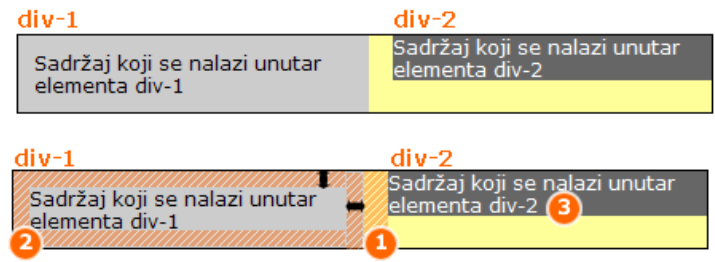 div-1 div-2
Sadržaj koji se nalazi unutar
elementa div-1
Sadržaj koji se nalazi unutar
elementa div-2
div-1 div-2
Sadržaj koji se nalazi unutar
elementa div-1
Sadržaj koji se nalazi unutar
elementa div-2 3
2 1